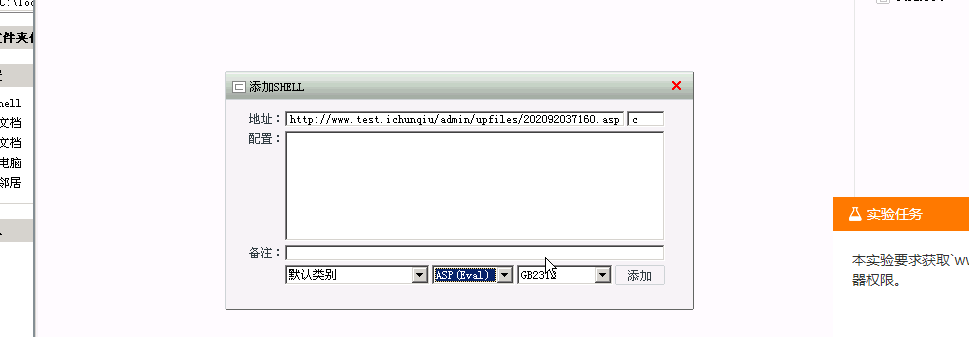 添加SHELL
地址: http://www.test.ichunqiu/admin/upfiles/202092037160.asp c
配置:
备注:
默认类别 ASP(Eval) GB2312 添加
文件夹
hell
文档
文档
电脑
邻居
实验任务
本实验要求获取`ww
器权限。